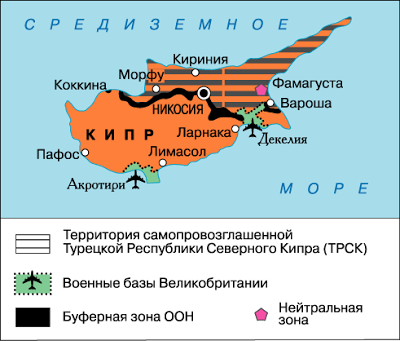 СРЕДИЗЕМНОЕ
Кириния
Морфу
Коккина
Фамагуста
НИКОСИЯ
Вароша
КИПР
Ларнака
Декелия
Пафос
Лимасол
Акротири
МОРЕ
Территория самопровозглашенной
Турецкой Республики Северного Кипра (ТРСК)
Военные базы Великобритании
Буферная зона ООН
Нейтральная
зона